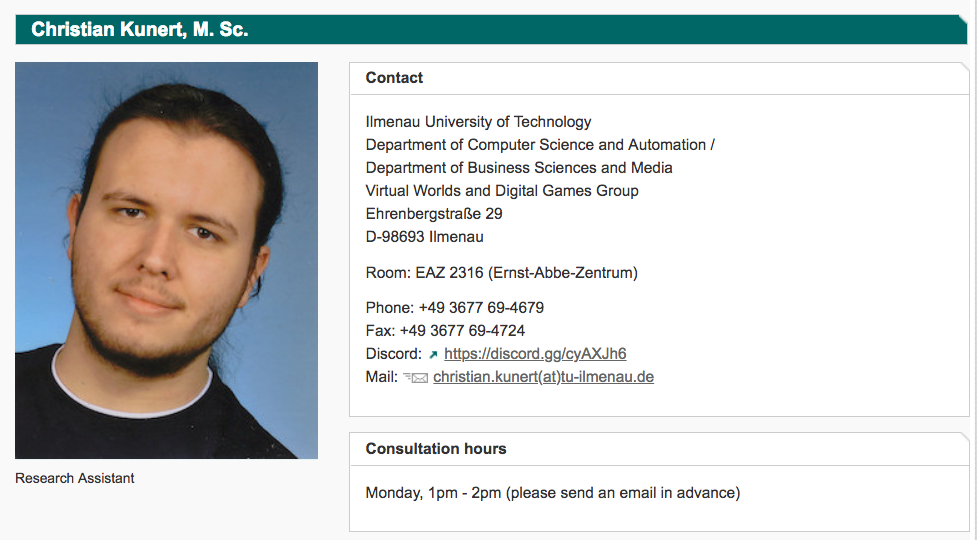 Christian Kunert, M. Sc.
Research Assistant
Contact
Ilmenau University of Technology
Department of Computer Science and Automation /
Department of Business Sciences and Media
Virtual Worlds and Digital Games Group
Ehrenbergstraße 29
D-98693 Ilmenau
Room: EAZ 2316 (Ernst-Abbe-Zentrum)
Phone: +49 3677 69-4679
Fax: +49 3677 69-4724
Discord: https://discord.gg/cyAXJh6
Mail: christian.kunert(at)tu-ilmenau.de
Consultation hours
Monday, 1pm - 2pm (please send an email in advance)